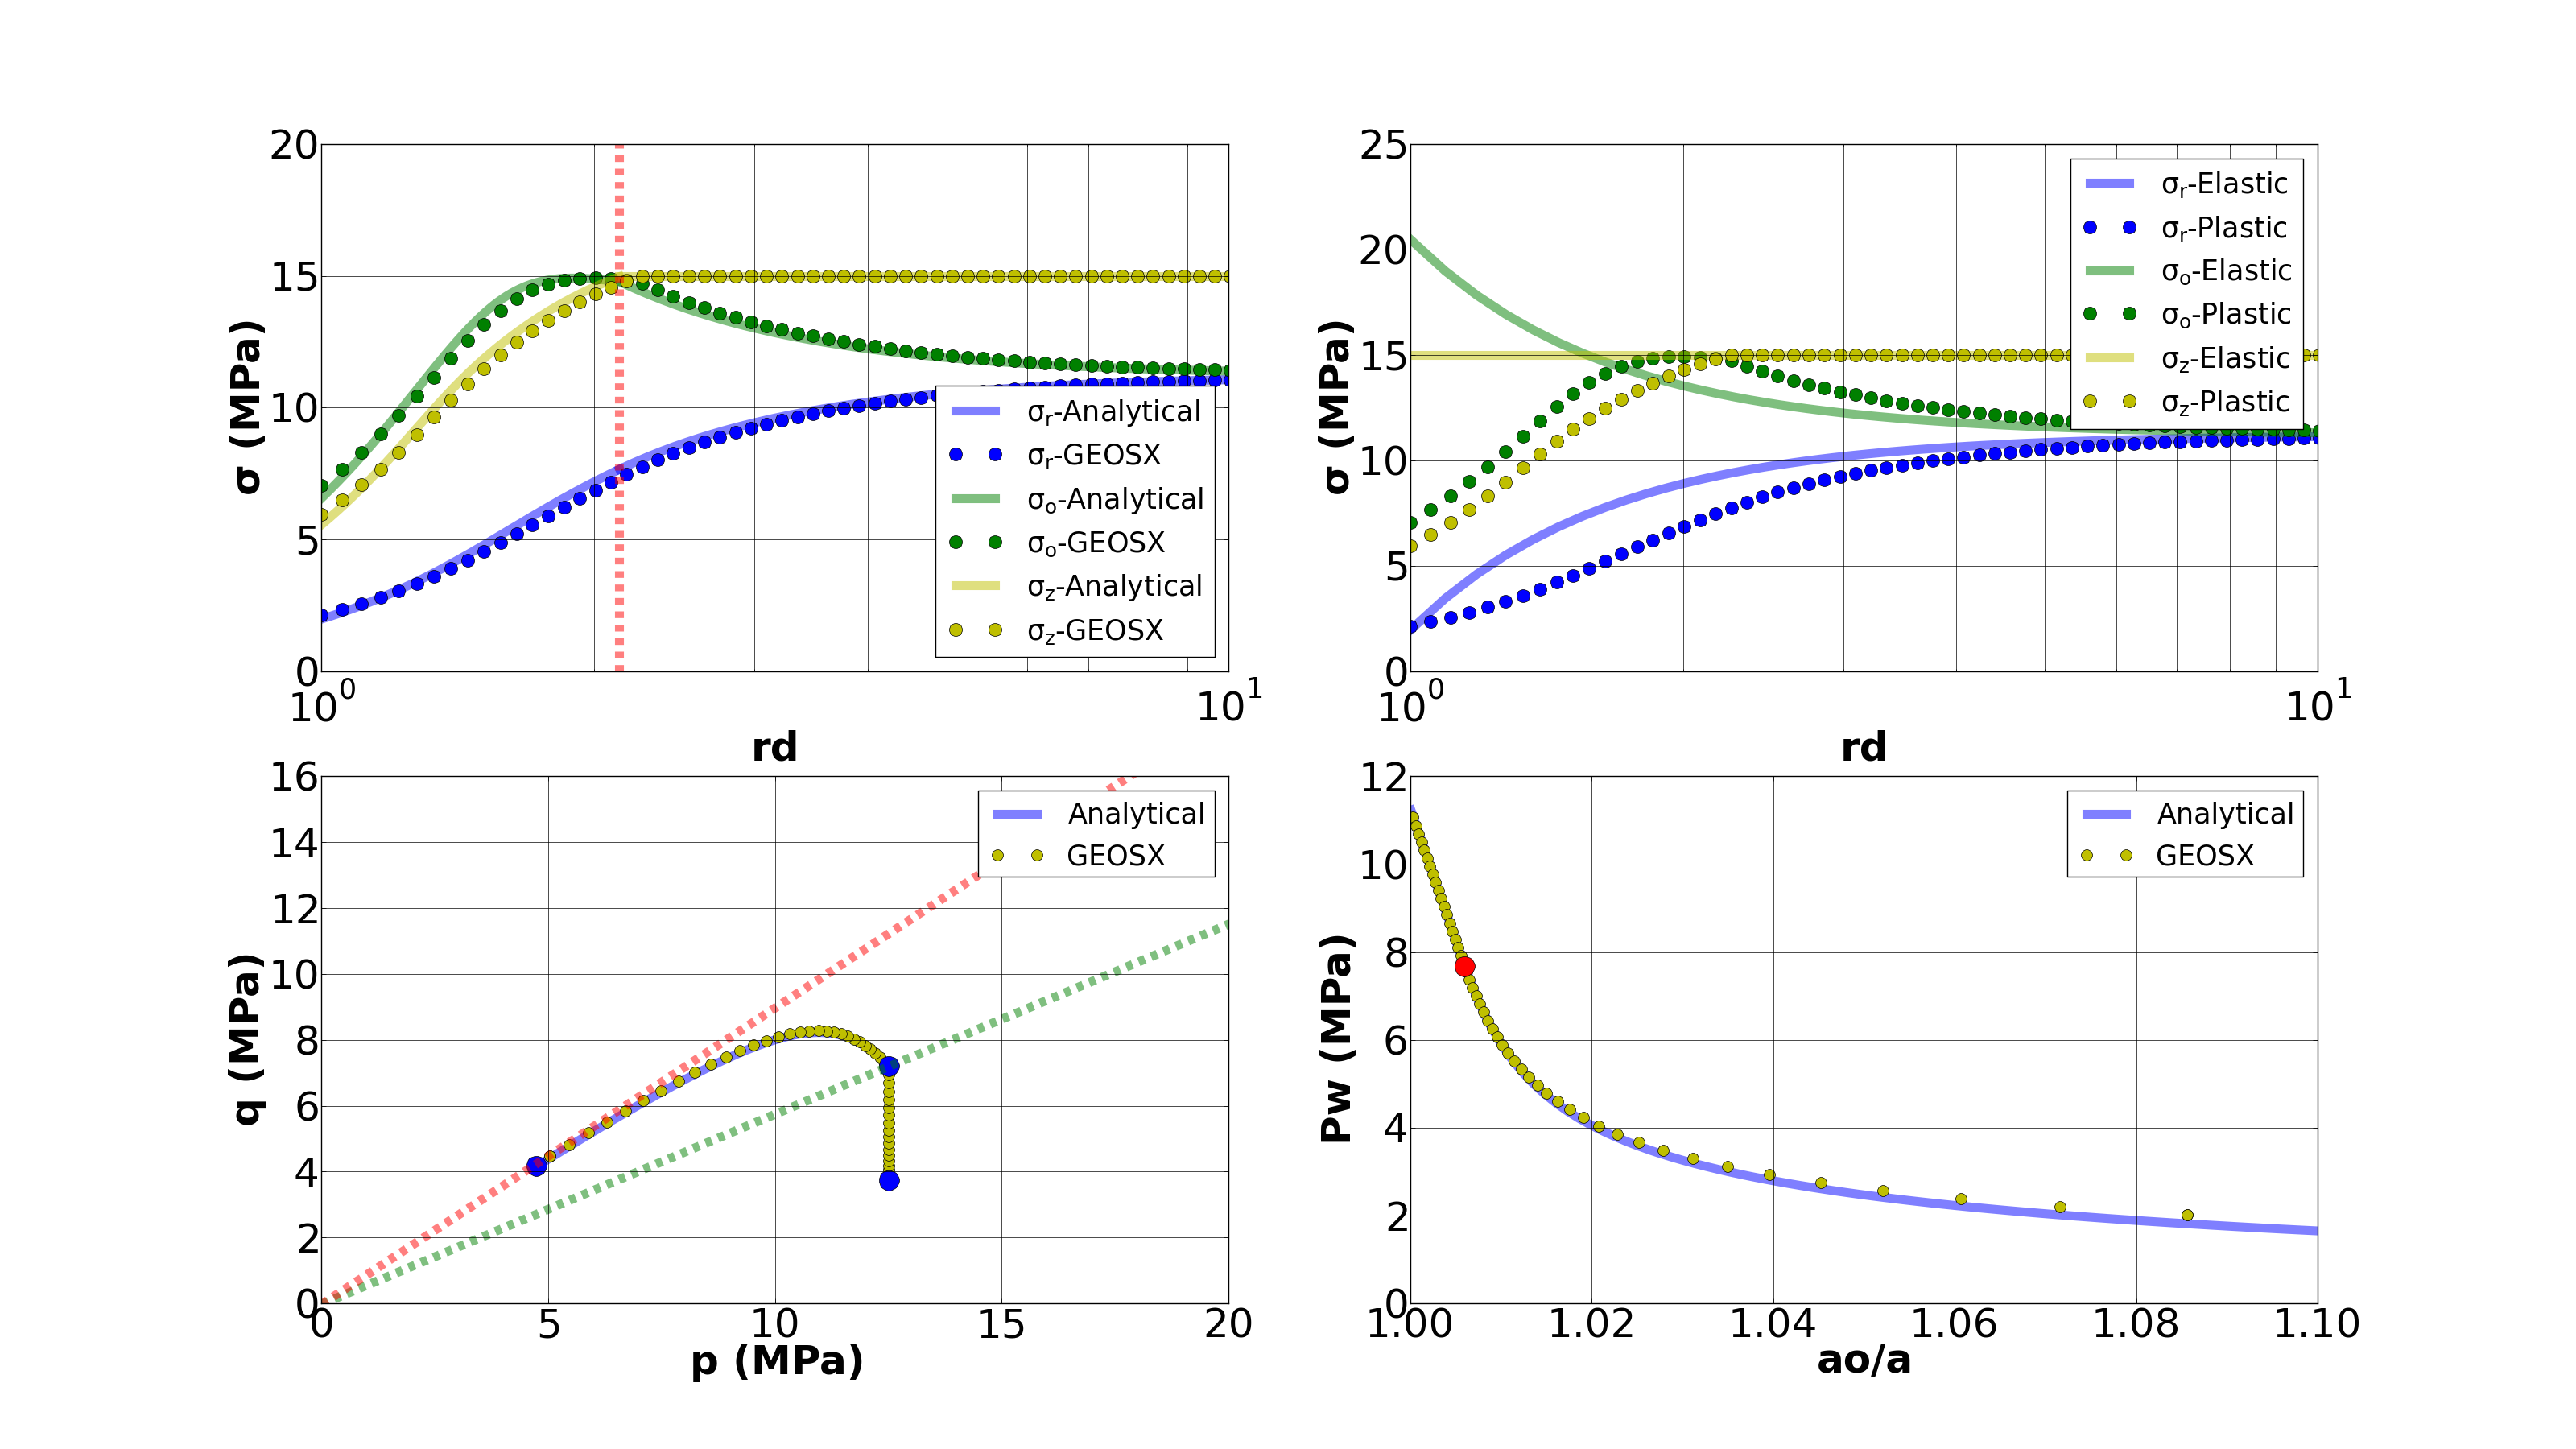 20
15
10
5
0
σ (MPa)
10^0
10^1
rd
σr-Analytical
σr-GEOSX
σo-Analytical
σo-GEOSX
σz-Analytical
σz-GEOSX
25
20
15
10
5
0
σ (MPa)
10^0
10^1
rd
σr-Elastic
σr-Plastic
σo-Elastic
σo-Plastic
σz-Elastic
σz-Plastic
16
14
12
10
8
6
4
2
0
q (MPa)
0 5 10 15 20
p (MPa)
Analytical
GEOSX
12
10
8
6
4
2
0
Pw (MPa)
1.00 1.02 1.04 1.06 1.08 1.10
ao/a
Analytical
GEOSX